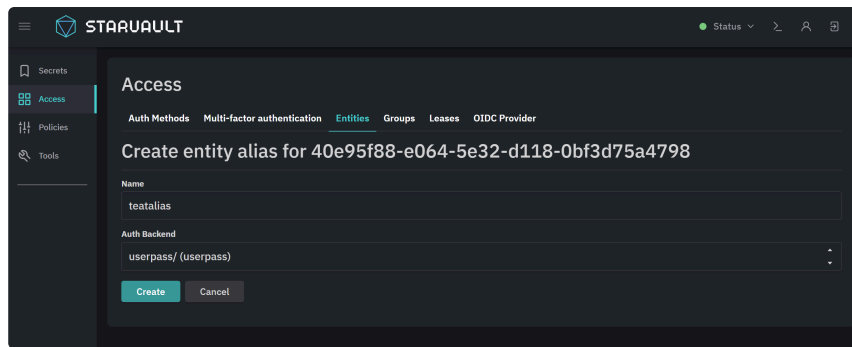 STARVAULT
Status
Secrets
Access
Policies
Tools
Access
Auth Methods Multi-factor authentication Entities Groups Leases OIDC Provider
Create entity alias for 40e95f88-e064-5e32-d118-0bf3d75a4798
Name
teatalias
Auth Backend
userpass/ (userpass)
Create Cancel